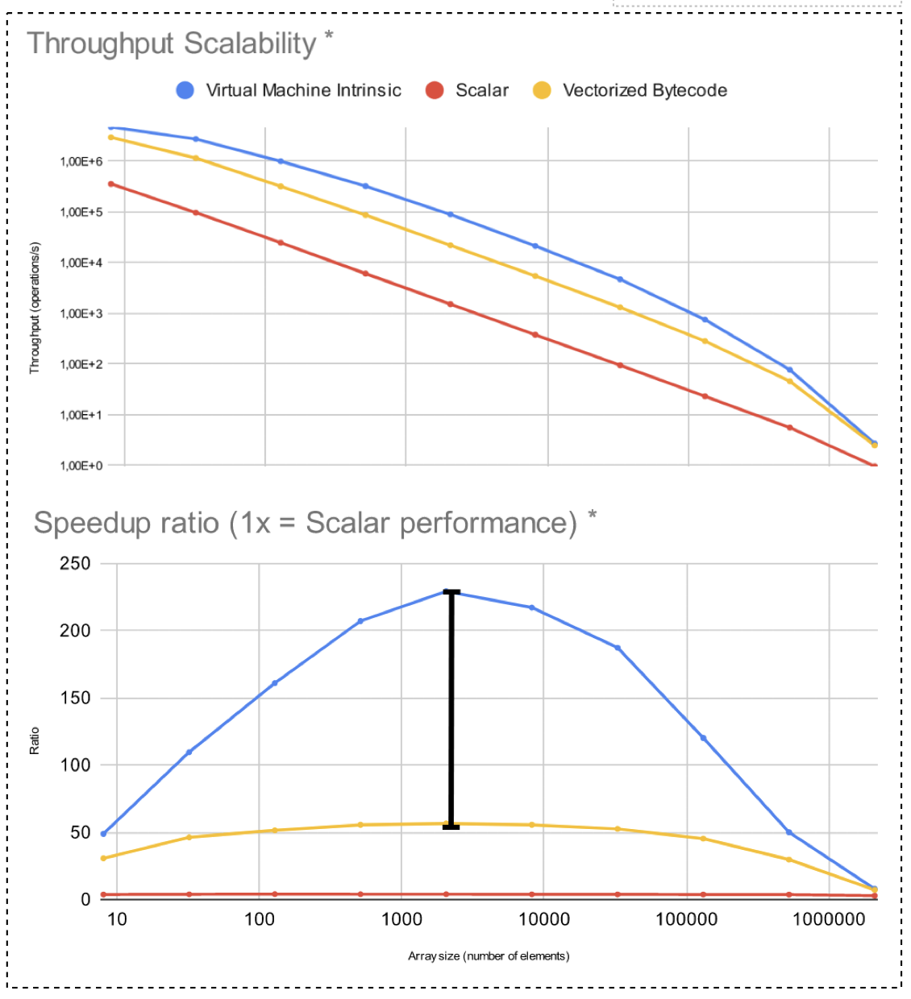 Throughput Scalability *
Virtual Machine Intrinsic Scalar Vectorized Bytecode
1,00E+6
1,00E+5
1,00E+4
1,00E+3
1,00E+2
1,00E+1
1,00E+0
Throughput (operations/s)
Speedup ratio (1x = Scalar performance) *
250
200
150
100
50
0
Ratio
10 100 1000 10000 100000 1000000
Array size (number of elements)